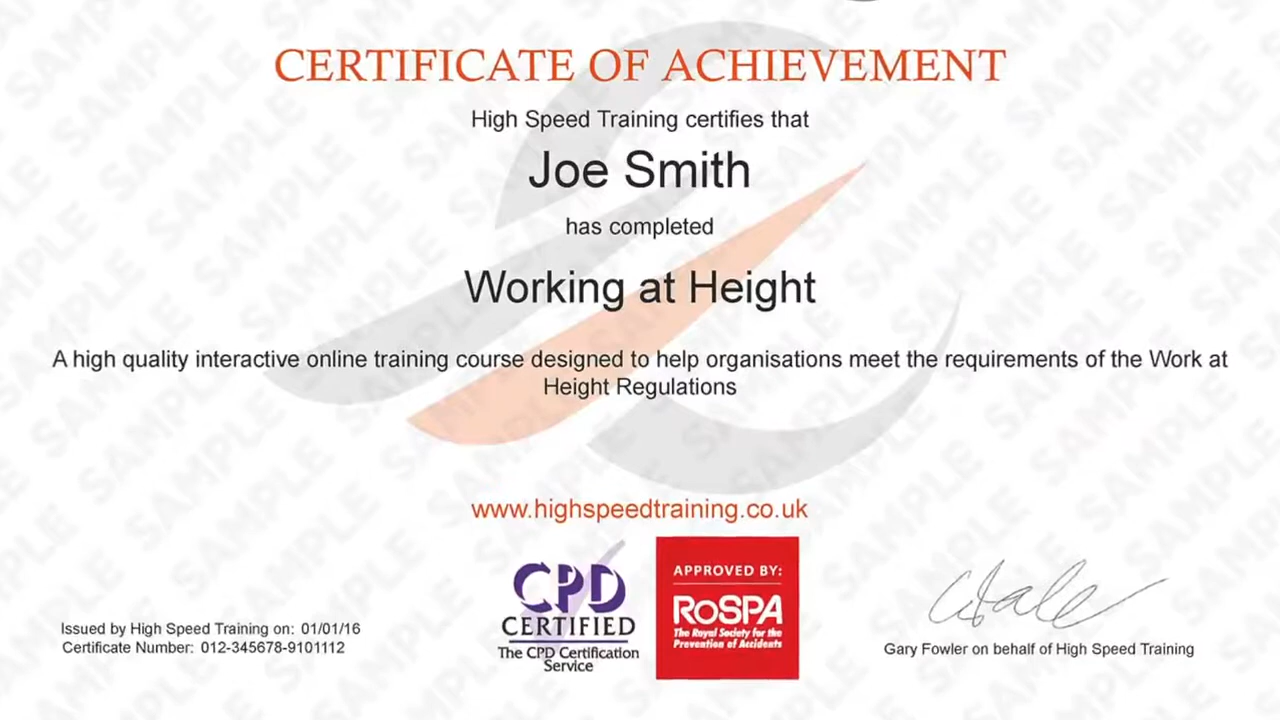 CERTIFICATE OF ACHIEVEMENT
High Speed Training certifies that
Joe Smith
has completed
Working at Height
A high quality interactive online training course designed to help organisations meet the requirements of the Work at
Height Regulations
www.highspeedtraining.co.uk
CPD
CERTIFIED
The CPD Certification
Service
APPROVED BY:
RoSPA
The Royal Society for the
Prevention of Accidents
Issued by High Speed Training on: 01/01/16
Certificate Number: 012-345678-9101112
Gary Fowler on behalf of High Speed Training
SAMPLE